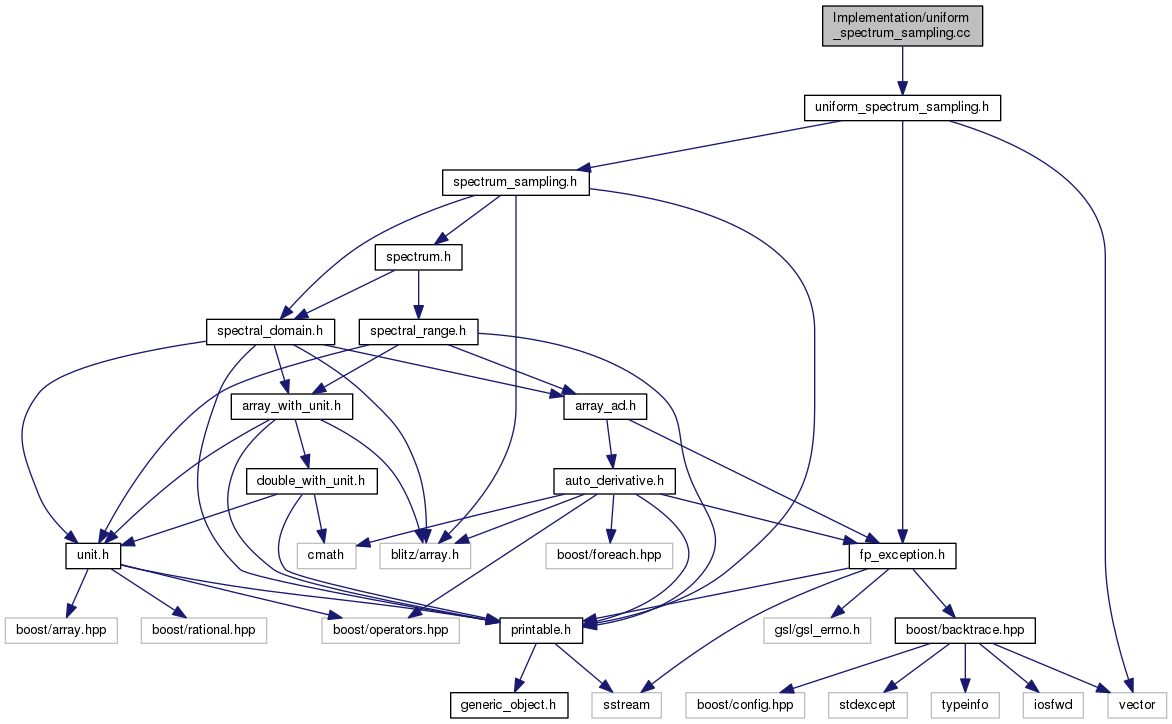 Implementation/uniform
_spectrum_sampling.cc
uniform_spectrum_sampling.h
spectrum_sampling.h
spectrum.h
spectral_domain.h
spectral_range.h
array_with_unit.h
array_ad.h
double_with_unit.h
auto_derivative.h
unit.h
cmath
blitz/array.h
boost/foreach.hpp
fp_exception.h
boost/array.hpp
boost/rational.hpp
boost/operators.hpp
printable.h
gsl/gsl_errno.h
boost/backtrace.hpp
generic_object.h
sstream
boost/config.hpp
stdexcept
typeinfo
iosfwd
vector